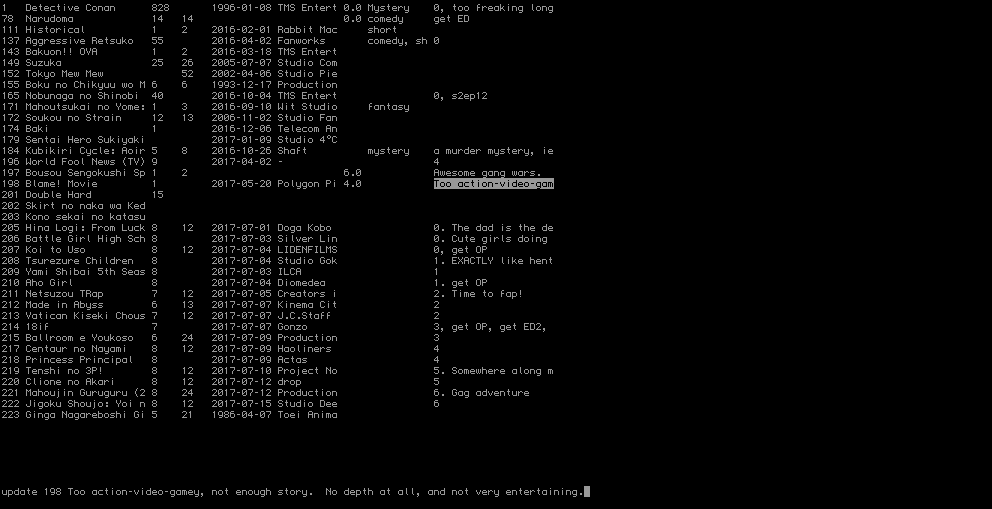 1   Detective Conan     828        1996-01-08 TMS Entert 0.0 Mystery    0, too freaking long
78  Narudoma            14   14                          0.0 comedy     get ED
111 Historical          1    2    2016-02-01 Rabbit Mac     short
137 Aggressive Retsuko  55        2016-04-02 Fanworks       comedy, sh 0
143 Bakuon!! OVA        1    2    2016-03-18 TMS Entert
149 Suzuka              25   26   2005-07-07 Studio Com
152 Tokyo Mew Mew            52   2002-04-06 Studio Pie
155 Boku no Chikyuu wo M 6   6    1993-12-17 Production
165 Nobunaga no Shinobi 40        2016-10-04 TMS Entert                0, s2ep12
171 Mahoutsukai no Yome: 1   3    2016-09-10 Wit Studio     fantasy
172 Soukou no Strain    12   13   2006-11-02 Studio Fan
174 Baki                1         2016-12-06 Telecom An
179 Sentai Hero Sukiyaki          2017-01-09 Studio 4°C
184 Kubikiri Cycle: Aoir 5   8    2016-10-26 Shaft          mystery    a murder mystery, ie
196 World Fool News (TV) 9        2017-04-02 -                         4
197 Bousou Sengokushi Sp 1                               6.0            Awesome gang wars.
198 Blame! Movie        1         2017-05-20 Polygon Pi 4.0            Too action-video-gam
201 Double Hard         15
202 Skirt no naka wa Ked
203 Kono sekai no katasu
205 Hina Logi: From Luck 8   12   2017-07-01 Doga Kobo                 0. The dad is the de
206 Battle Girl High Sch 8        2017-07-03 Silver Lin                0. Cute girls doing
207 Koi to Uso          8    12   2017-07-04 LIDENFILMS                0, get OP
208 Tsurezure Children  8         2017-07-04 Studio Gok                1. EXACTLY like hent
209 Yami Shibai 5th Seas 8        2017-07-03 ILCA                      1
210 Aho Girl            8         2017-07-04 Diomedea                  1. get OP
211 Netsuzou TRap       7    12   2017-07-05 Creators i                2. Time to fap!
212 Made in Abyss       6    13   2017-07-07 Kinema Cit                2
213 Vatican Kiseki Chous 7   12   2017-07-07 J.C.Staff                 2
214 18if                7         2017-07-07 Gonzo                     3, get OP, get ED2,
215 Ballroom e Youkoso  6    24   2017-07-09 Production                3
217 Centaur no Nayami   8    12   2017-07-09 Haoliners                 4
218 Princess Principal  8         2017-07-09 Actas                     4
219 Tenshi no 3P!       8    12   2017-07-10 Project No                5. Somewhere along m
220 Clione no Akari     8    12   2017-07-12 drop                      5
221 Mahoujin Guruguru (2 8   24   2017-07-12 Production                6. Gag adventure
222 Jigoku Shoujo: Yoi n 8   12   2017-07-15 Studio Dee                6
223 Ginga Nagareboshi Gi 5   21   1986-04-07 Toei Anima
update 198 Too action-video-gamey, not enough story.  No depth at all, and not very entertaining.